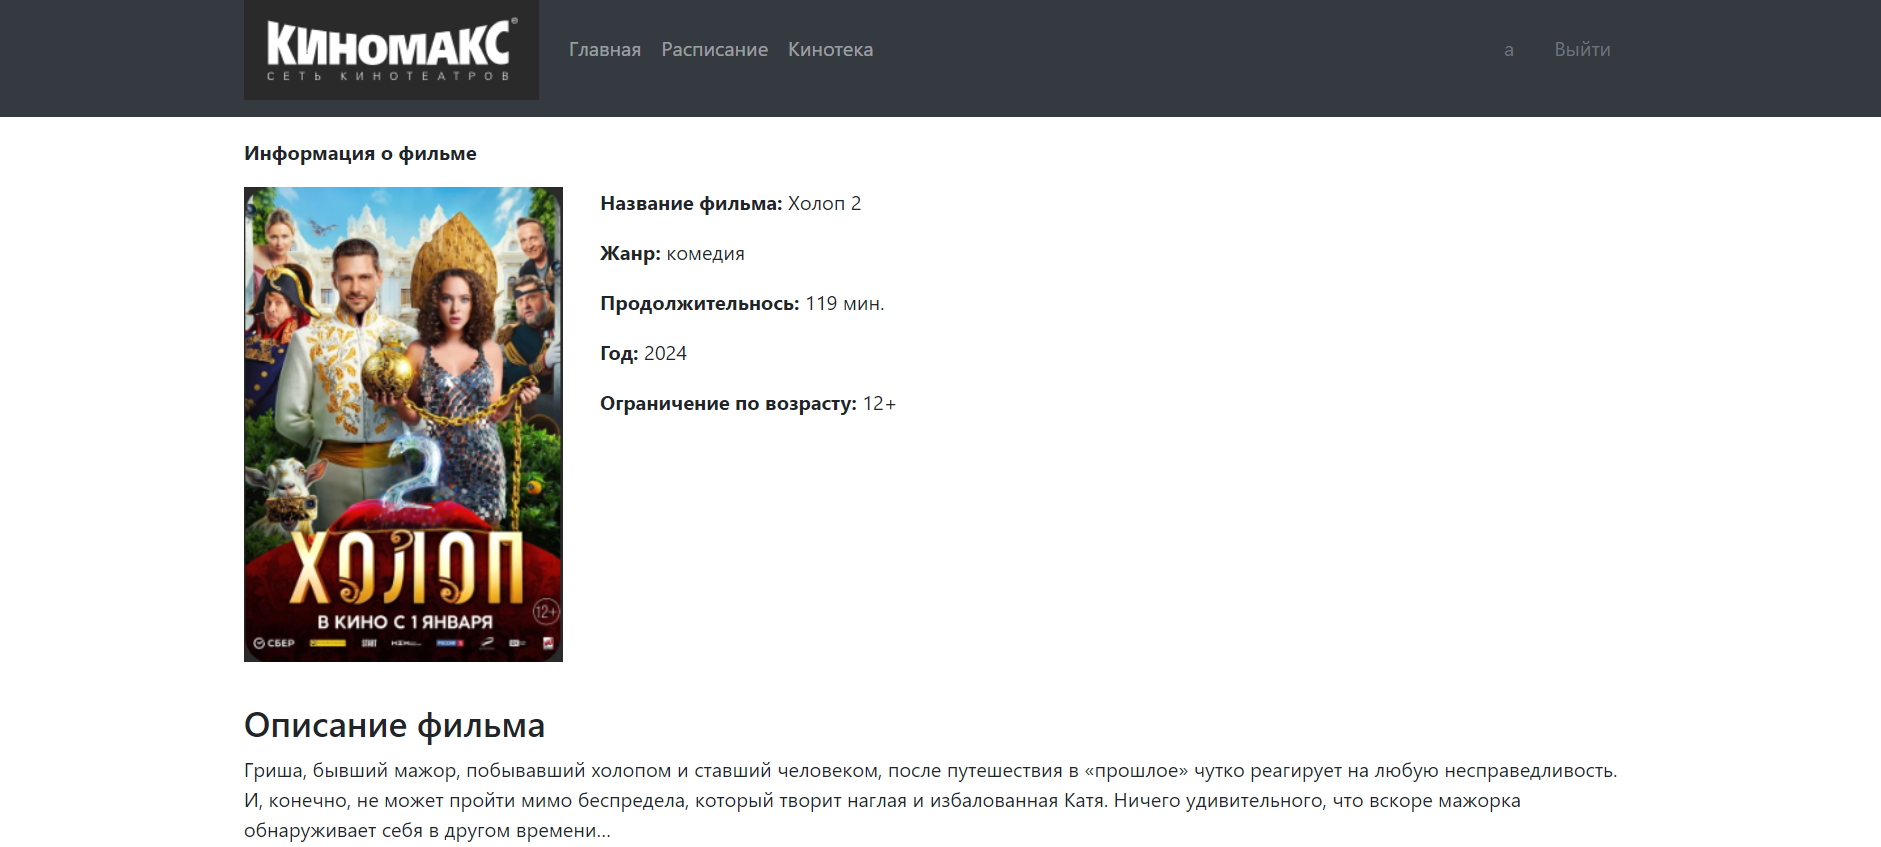 КИНОМАКС®
СЕТЬ КИНОТЕАТРОВ
Главная Расписание Кинотека
а Выйти
Информация о фильме
Название фильма: Холоп 2
Жанр: комедия
Продолжительнось: 119 мин.
Год: 2024
Ограничение по возрасту: 12+
2
ХОЛОП
12+
В КИНО С 1 ЯНВАРЯ
СБЕР
START
Описание фильма
Гриша, бывший мажор, побывавший холопом и ставший человеком, после путешествия в «прошлое» чутко реагирует на любую несправедливость.
И, конечно, не может пройти мимо беспредела, который творит наглая и избалованная Катя. Ничего удивительного, что вскоре мажорка
обнаруживает себя в другом времени...